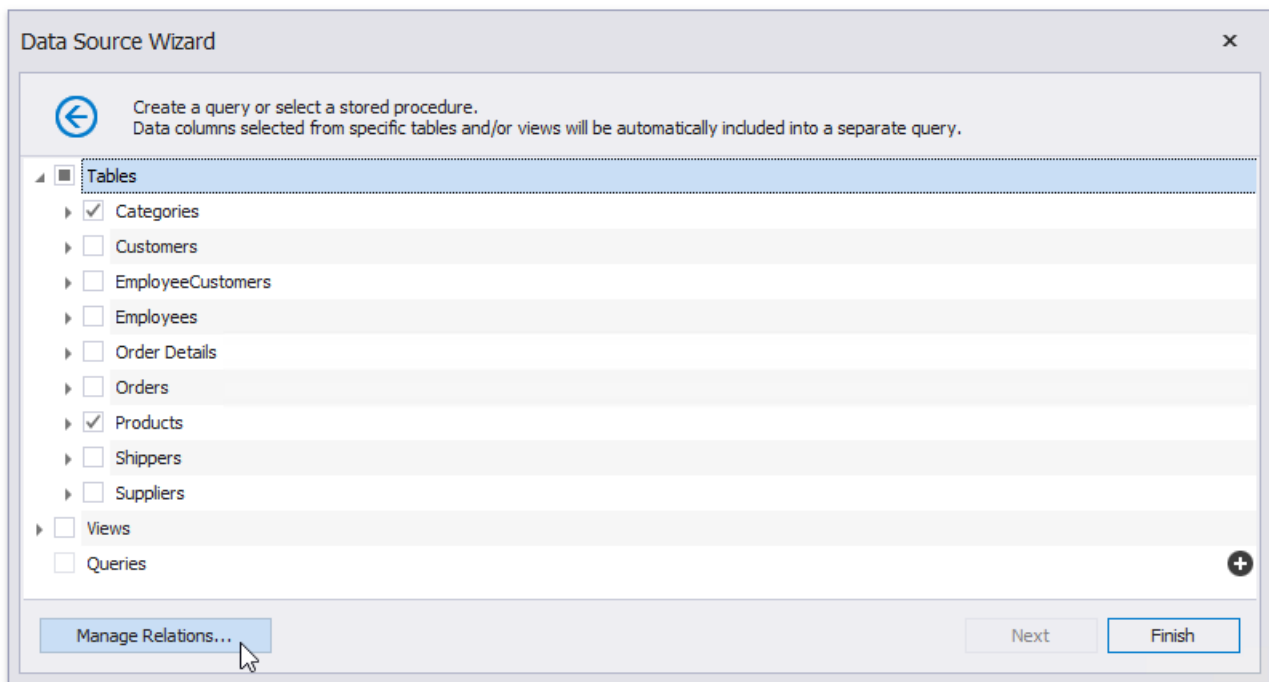 Data Source Wizard
Create a query or select a stored procedure.
Data columns selected from specific tables and/or views will be automatically included into a separate query.
Tables
Categories
Customers
EmployeeCustomers
Employees
Order Details
Orders
Products
Shippers
Suppliers
Views
Queries
Manage Relations... Next Finish